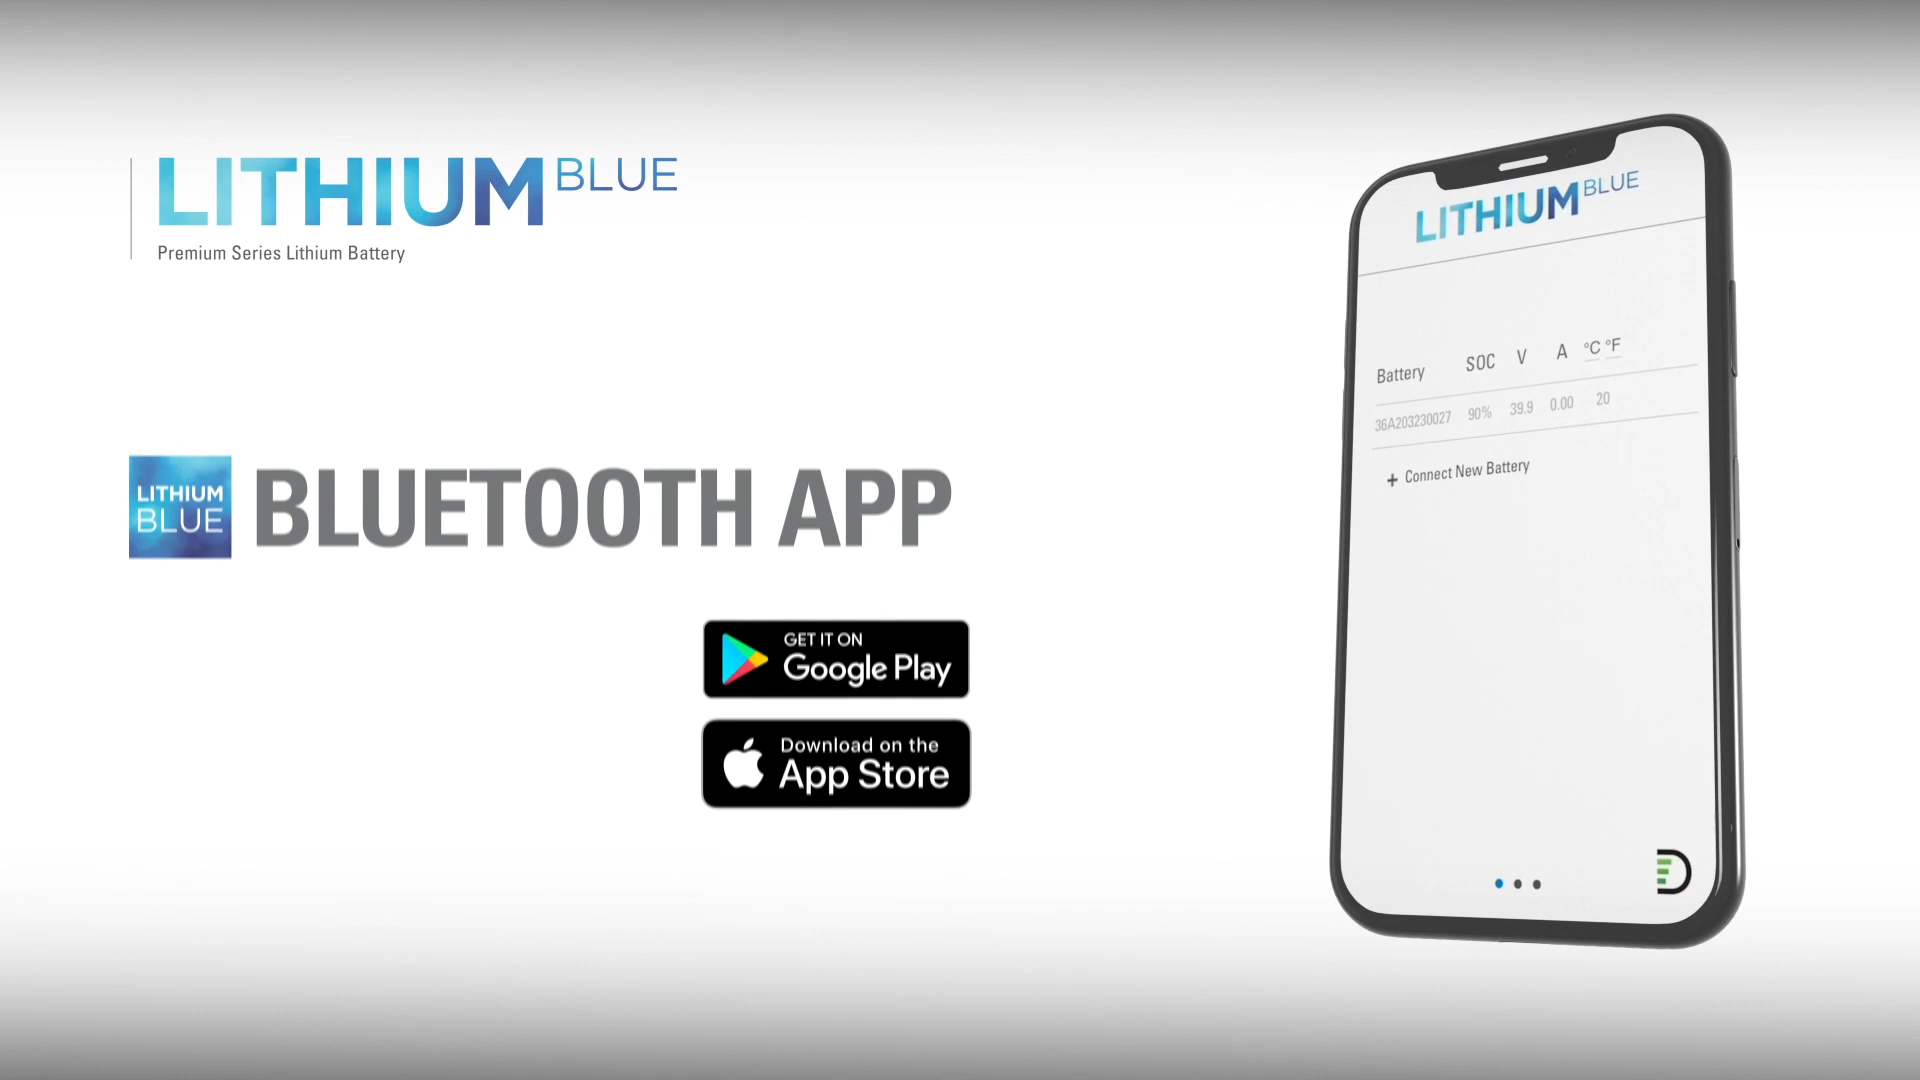 LITHIUM BLUE
Premium Series Lithium Battery
LITHIUM
BLUE
BLUETOOTH APP
GET IT ON
Google Play
Download on the
App Store
LITHIUM BLUE
Battery SOC V A °C °F
36A203230027 90% 39.9 0.00 20
+ Connect New Battery